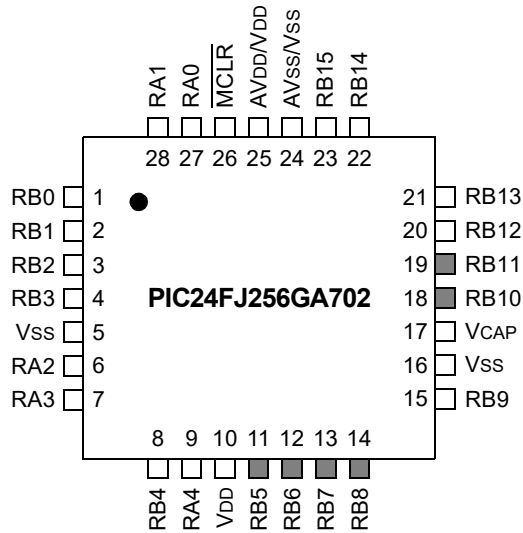 RA1
RA0
MCLR
AVDD/VDD
AVSS/VSS
RB15
RB14
28 27 26 25 24 23 22
RB0 1
RB1 2
RB2 3
RB3 4
VSS 5
RA2 6
RA3 7
PIC24FJ256GA702
21 RB13
20 RB12
19 RB11
18 RB10
17 VCAP
16 VSS
15 RB9
8 9 10 11 12 13 14
RB4
RA4
VDD
RB5
RB6
RB7
RB8